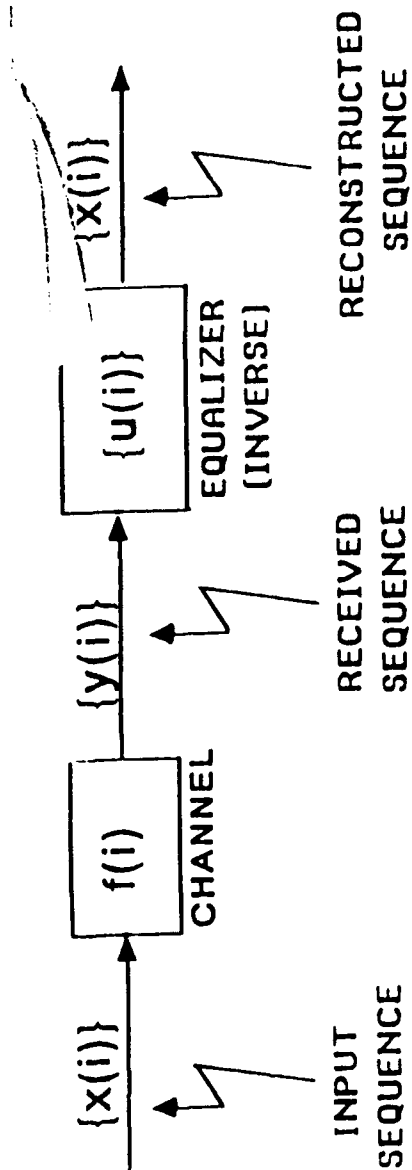 {x(i)}
f(i)
CHANNEL
{y(i)}
{u(i)}
EQUALIZER
(INVERSE)
{x(i)}
INPUT
SEQUENCE
RECEIVED
SEQUENCE
RECONSTRUCTED
SEQUENCE